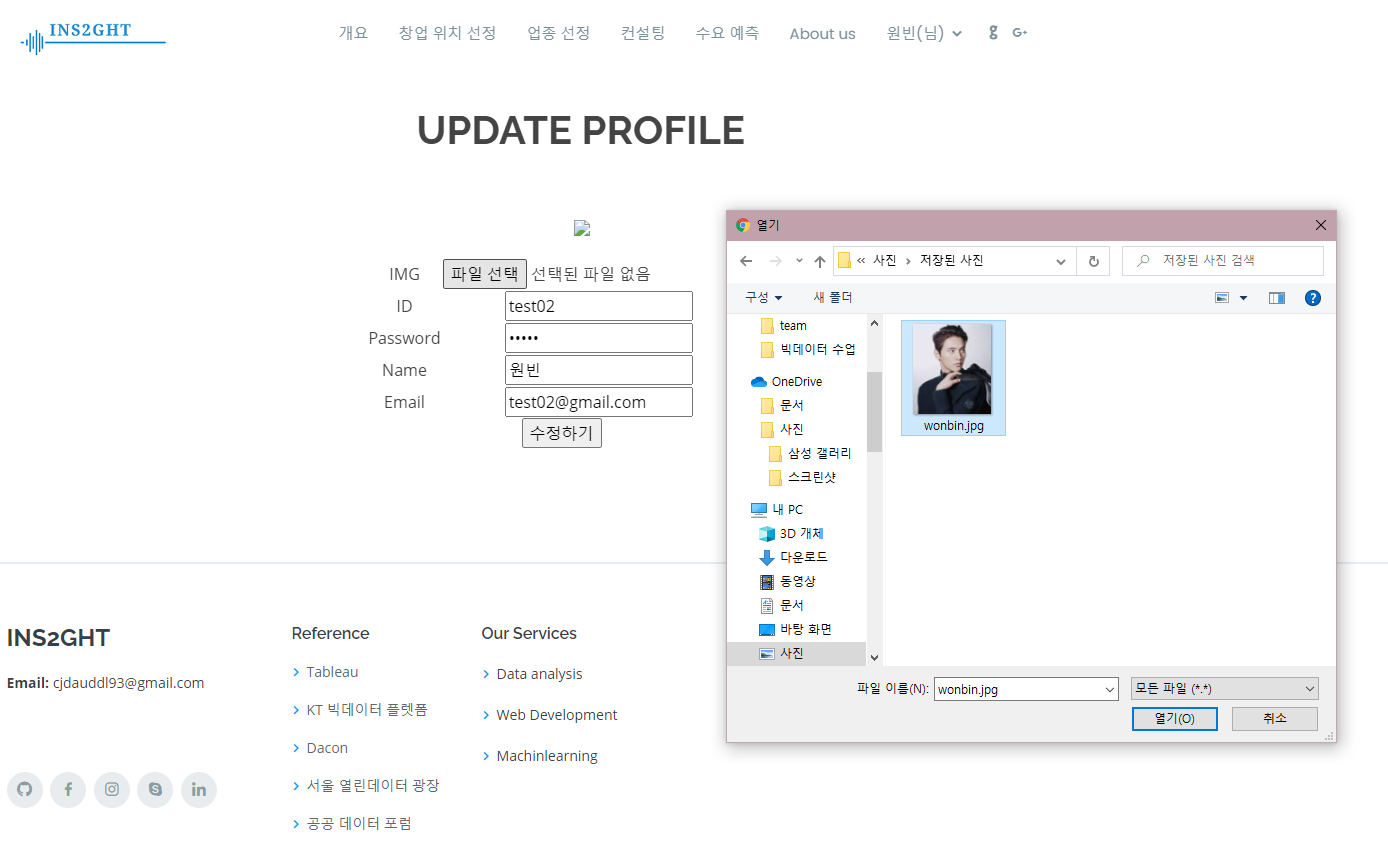 INS2GHT
개요 창업 위치 선정 업종 선정 컨설팅 수요 예측 About us 원빈(님)
UPDATE PROFILE
IMG 파일 선택 선택된 파일 없음
ID test02
Password •••••
Name 원빈
Email test02@gmail.com
수정하기
열기
« 사진 › 저장된 사진
저장된 사진 검색
구성 새 폴더
team
빅데이터 수업
OneDrive
문서
사진
삼성 갤러리
스크린샷
내 PC
3D 개체
다운로드
동영상
문서
바탕 화면
사진
wonbin.jpg
파일 이름(N): wonbin.jpg
모든 파일 (*.*)
열기(O) 취소
INS2GHT
Email: cjdauddl93@gmail.com
Reference
Tableau
KT 빅데이터 플렛폼
Dacon
서울 열린데이터 광장
공공 데이터 포럼
Our Services
Data analysis
Web Development
Machinlearning